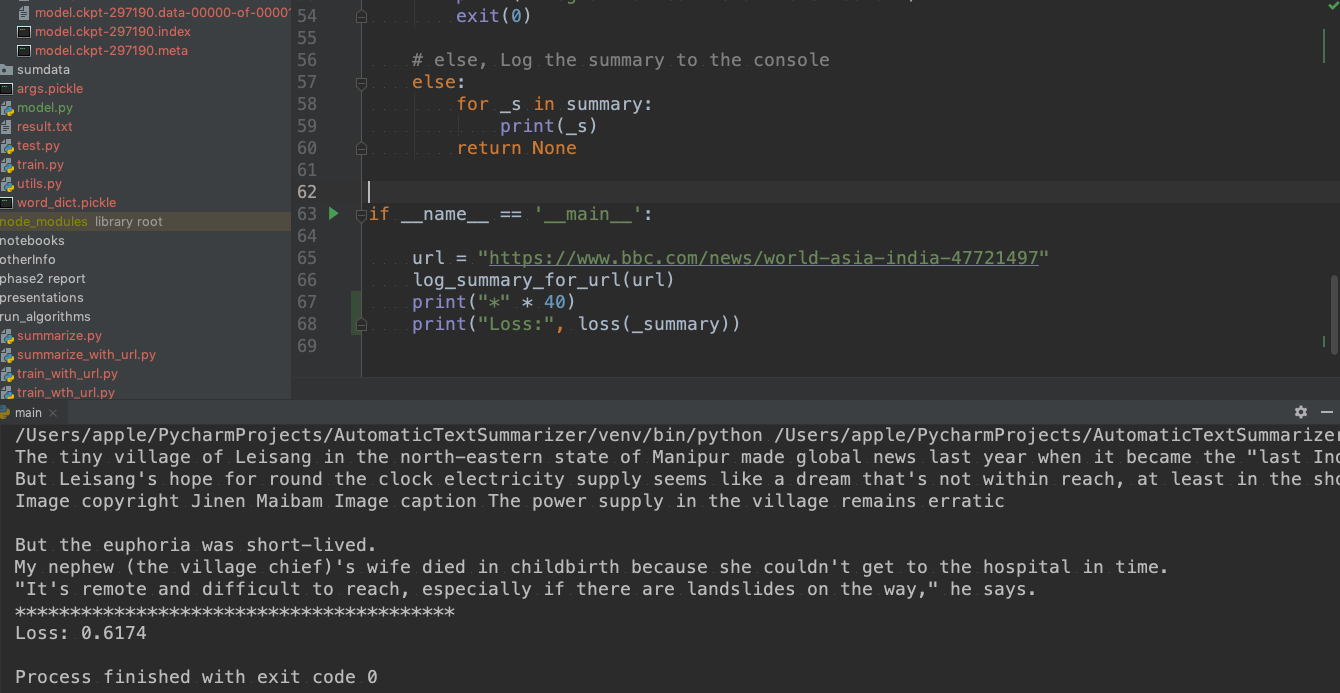 model.ckpt-297190.data-00000-of-00001
model.ckpt-297190.index
model.ckpt-297190.meta
sumdata
args.pickle
model.py
result.txt
test.py
train.py
utils.py
word_dict.pickle
node_modules library root
notebooks
otherInfo
phase2 report
presentations
run_algorithms
summarize.py
summarize_with_url.py
train_with_url.py
train_wth_url.py
54 exit(0)
55
56 # else, Log the summary to the console
57 else:
58 for _s in summary:
59 print(_s)
60 return None
61
62
63 if __name__ == '__main__':
64
65 url = "https://www.bbc.com/news/world-asia-india-47721497"
66 log_summary_for_url(url)
67 print("*" * 40)
68 print("Loss:", loss(_summary))
69
main
/Users/apple/PycharmProjects/AutomaticTextSummarizer/venv/bin/python /Users/apple/PycharmProjects/AutomaticTextSummarizer
The tiny village of Leisang in the north-eastern state of Manipur made global news last year when it became the "last
But Leisang's hope for round the clock electricity supply seems like a dream that's not within reach, at least in the
Image copyright Jinen Maibam Image caption The power supply in the village remains erratic
But the euphoria was short-lived.
My nephew (the village chief)'s wife died in childbirth because she couldn't get to the hospital in time.
"It's remote and difficult to reach, especially if there are landslides on the way," he says.
****************************************
Loss: 0.6174
Process finished with exit code 0